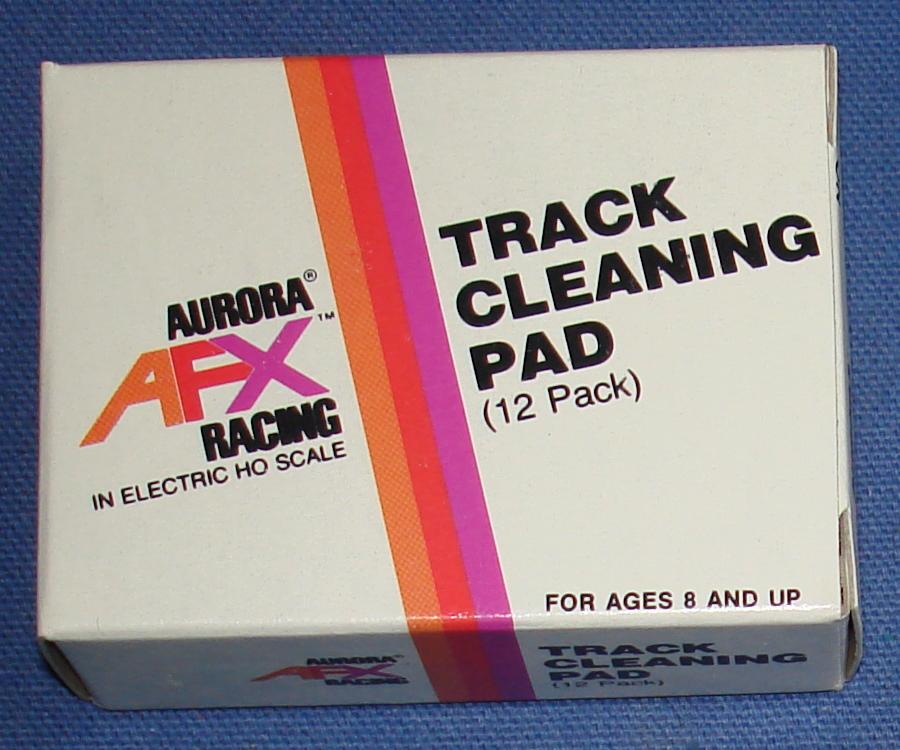 AURORA®
AFX™
RACING
IN ELECTRIC HO SCALE
TRACK
CLEANING
PAD
(12 Pack)
FOR AGES 8 AND UP
AURORA®
AFX
RACING
TRACK
CLEANING
PAD
(12 Pack)